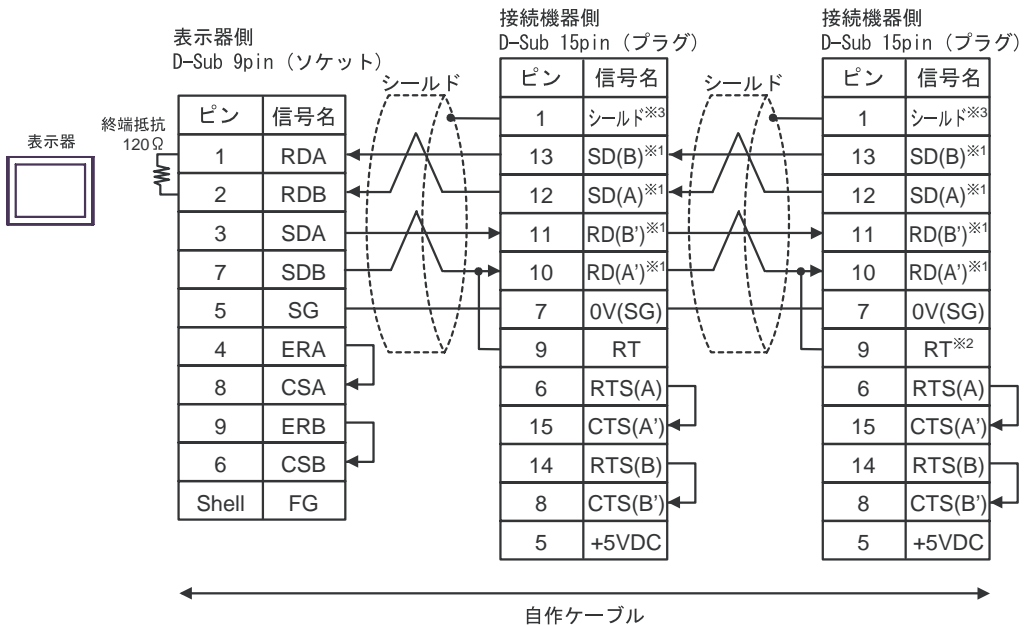 表示器側
D-Sub 9pin (ソケット)
接続機器側
D-Sub 15pin (プラグ)
接続機器側
D-Sub 15pin (プラグ)
表示器
終端抵抗
120Ω
シールド
シールド
ピン 信号名
1 RDA
2 RDB
3 SDA
7 SDB
5 SG
4 ERA
8 CSA
9 ERB
6 CSB
Shell FG
ピン 信号名
1 シールド※3
13 SD(B)※1
12 SD(A)※1
11 RD(B')※1
10 RD(A')※1
7 0V(SG)
9 RT
6 RTS(A)
15 CTS(A')
14 RTS(B)
8 CTS(B')
5 +5VDC
ピン 信号名
1 シールド※3
13 SD(B)※1
12 SD(A)※1
11 RD(B')※1
10 RD(A')※1
7 0V(SG)
9 RT※2
6 RTS(A)
15 CTS(A')
14 RTS(B)
8 CTS(B')
5 +5VDC
自作ケーブル